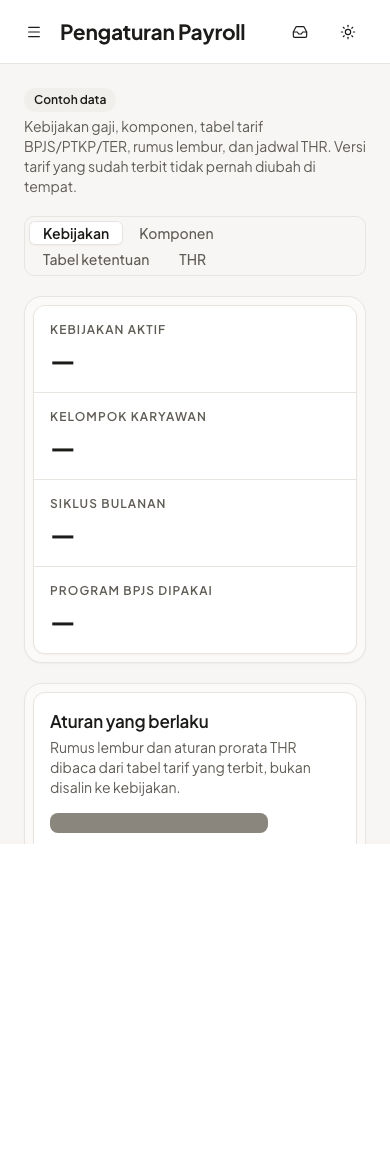 Pengaturan Payroll
Contoh data
Kebijakan gaji, komponen, tabel tarif
BPJS/PTKP/TER, rumus lembur, dan jadwal THR. Versi
tarif yang sudah terbit tidak pernah diubah di
tempat.
Kebijakan
Komponen
Tabel ketentuan
THR
KEBIJAKAN AKTIF
—
KELOMPOK KARYAWAN
—
SIKLUS BULANAN
—
PROGRAM BPJS DIPAKAI
—
Aturan yang berlaku
Rumus lembur dan aturan prorata THR
dibaca dari tabel tarif yang terbit, bukan
disalin ke kebijakan.